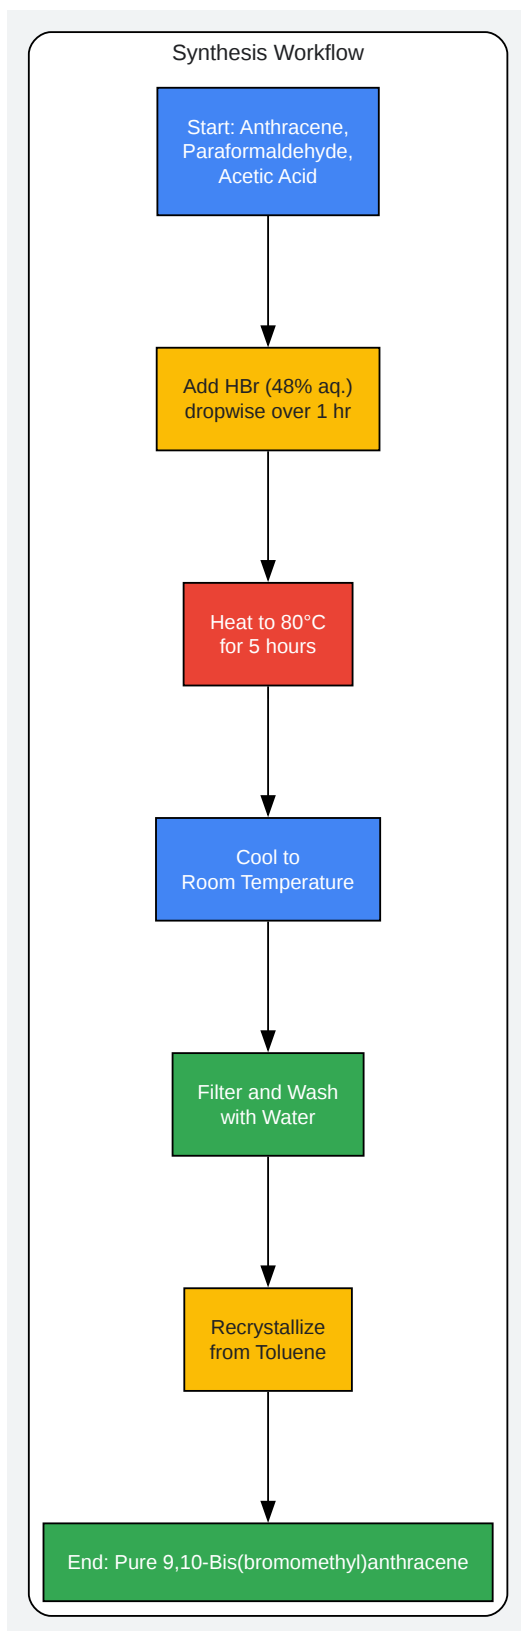 Synthesis Workflow
Start: Anthracene,
Paraformaldehyde,
Acetic Acid
Add HBr (48% aq.)
dropwise over 1 hr
Heat to 80°C
for 5 hours
Cool to
Room Temperature
Filter and Wash
with Water
Recrystallize
from Toluene
End: Pure 9,10-Bis(bromomethyl)anthracene